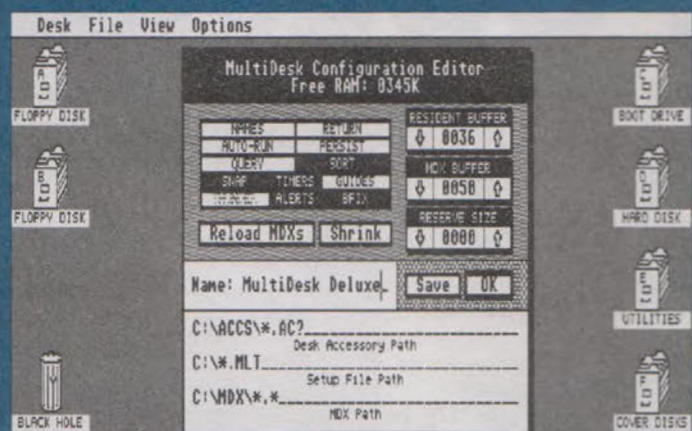 Desk File View Options
A
FLOPPY DISK
B
FLOPPY DISK
BLACK HOLE
MultiDesk Configuration Editor
Free RAM: 0345K
NAMES RETURN
AUTO-RUN PERSIST
QUERY SORT
SNAP TIMERS GUIDES
ALERTS BFIX
Reload MDXs Shrink
RESIDENT BUFFER
0036
MDX BUFFER
0050
RESERVE SIZE
0000
Name: MultiDesk Deluxe
Save OK
C:\ACCS\*.AC?
Desk Accessory Path
C:\*.MLT
Setup File Path
C:\MDX\*.*
MDX Path
C
BOOT DRIVE
D
HARD DISK
E
UTILITIES
F
COVER DISKS